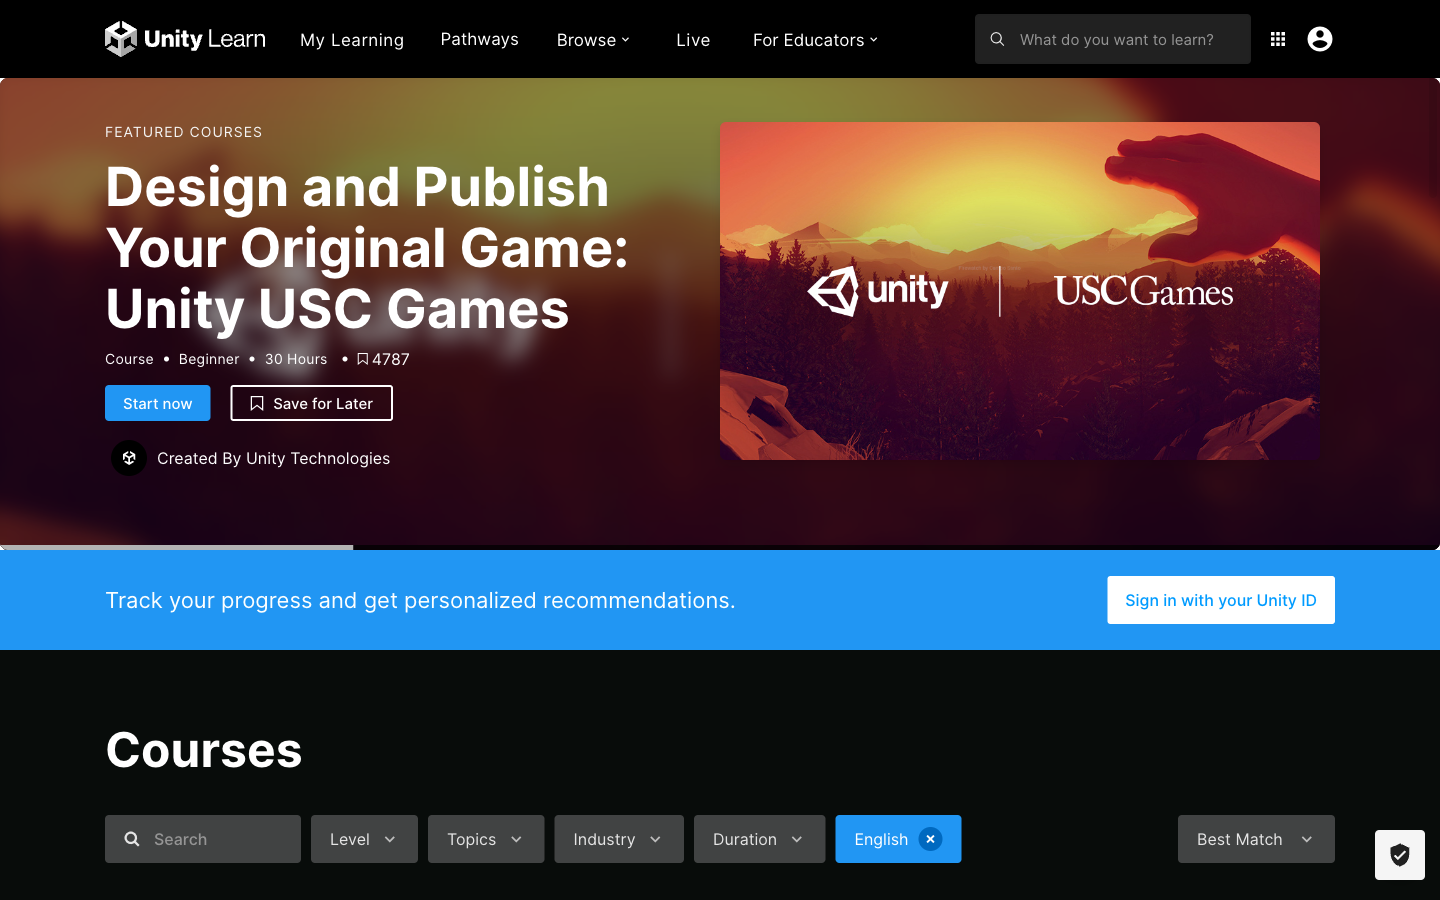 Unity Learn
My Learning
Pathways
Browse
Live
For Educators
What do you want to learn?
FEATURED COURSES
Design and Publish
Your Original Game:
Unity USC Games
Course • Beginner • 30 Hours • 4787
Start now
Save for Later
Created By Unity Technologies
unity | USC Games
Track your progress and get personalized recommendations.
Sign in with your Unity ID
Courses
Search
Level
Topics
Industry
Duration
English
Best Match